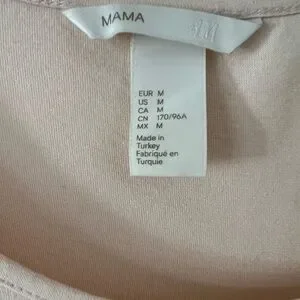 MAMA
H&M
EUR M
US M
CA M
CN 170/96A
MX M
Made in
Turkey
Fabriqué en
Turquie